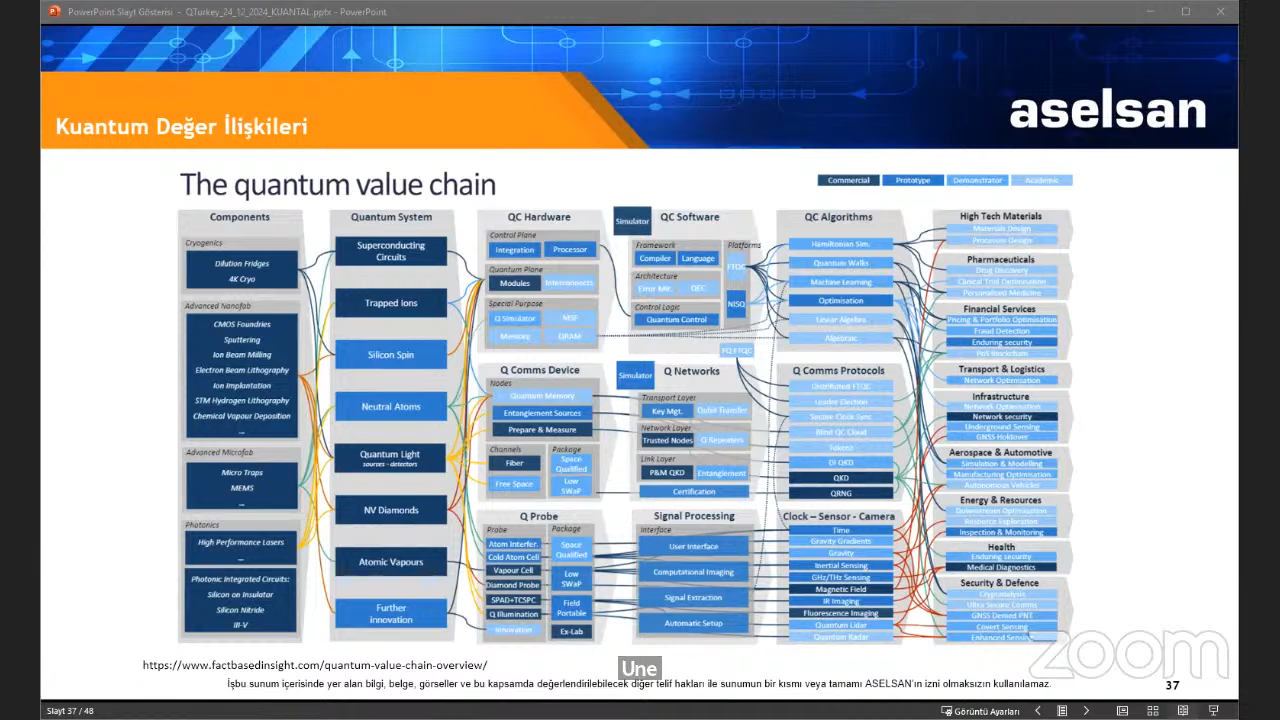 PowerPoint Slayt Gösterisi - QTurkey_24_12_2024_KUANTAL.pptx - PowerPoint
aselsan
Kuantum Değer İlişkileri
The quantum value chain
Commercial
Prototype
Demonstrator
Academic
Components
Cryogenics
Dilution Fridges
4K Cryo
Advanced Nanofab
CMOS Foundries
Sputtering
Ion Beam Milling
Electron Beam Lithography
Ion Implantation
STM Hydrogen Lithography
Chemical Vapour Deposition
...
Advanced Microfab
Micro Traps
MEMS
...
Photonics
High Performance Lasers
...
Photonic Integrated Circuits:
Silicon on Insulator
Silicon Nitride
III-V
Quantum System
Superconducting
Circuits
Trapped Ions
Silicon Spin
Neutral Atoms
Quantum Light
sources - detectors
NV Diamonds
Atomic Vapours
Further
Innovation
QC Hardware
Control Plane
Integration
Processor
Quantum Plane
Modules
Interconnects
Special Purpose
Q Simulator
MSF
Memory
QRAM
Simulator
QC Software
Framework
Compiler
Language
Architecture
Error Mit.
QEC
Control Logic
Quantum Control
Platforms
FTQC
NISQ
FQ FTQC
QC Algorithms
Hamiltonian Sim.
Quantum Walks
Machine Learning
Optimisation
Linear Algebra
Algebraic
Q Comms Device
Nodes
Quantum Memory
Entanglement Sources
Prepare & Measure
Channels
Fiber
Free Space
Package
Space
Qualified
Low
SWaP
Simulator
Q Networks
Transport Layer
Key Mgt.
Qubit Transfer
Network Layer
Trusted Nodes
Q Repeaters
Link Layer
P&M QKD
Entanglement
Certification
Q Comms Protocols
Distributed FTQC
Leader Election
Secure Clock Sync
Blind QC Cloud
Tokens
DI QKD
QKD
QRNG
Q Probe
Probe
Atom Interfer.
Cold Atom Cell
Vapour Cell
Diamond Probe
SPAD+TCSPC
Q Illumination
Innovation
Package
Space
Qualified
Low
SWaP
Field
Portable
Ex-Lab
Signal Processing
Interface
User Interface
Computational Imaging
Signal Extraction
Automatic Setup
Clock – Sensor - Camera
Time
Gravity Gradients
Gravity
Inertial Sensing
GHz/THz Sensing
Magnetic Field
IR Imaging
Fluorescence Imaging
Quantum Lidar
Quantum Radar
High Tech Materials
Materials Design
Processes Design
Pharmaceuticals
Drug Discovery
Clinical Trial Optimisation
Personalised Medicine
Financial Services
Pricing & Portfolio Optimisation
Fraud Detection
Enduring security
PoS Blockchain
Transport & Logistics
Network Optimisation
Infrastructure
Network Optimisation
Network security
Underground Sensing
GNSS Holdover
Aerospace & Automotive
Simulation & Modelling
Manufacturing Optimisation
Autonomous Vehicles
Energy & Resources
Downstream Optimisation
Resource Exploration
Inspection & Monitoring
Health
Enduring security
Medical Diagnostics
Security & Defence
Cryptanalysis
Ultra Secure Comms
GNSS Denied PNT
Covert Sensing
Enhanced Sensing
zoom
https://www.factbasedinsight.com/quantum-value-chain-overview/
Une
İşbu sunum içerisinde yer alan bilgi, belge, görseller ve bu kapsamda değerlendirilebilecek diğer telif hakları ile sunumun bir kısmı veya tamamı ASELSAN'ın izni olmaksızın kullanılamaz.
37
Slayt 37 / 48
Görüntü Ayarları